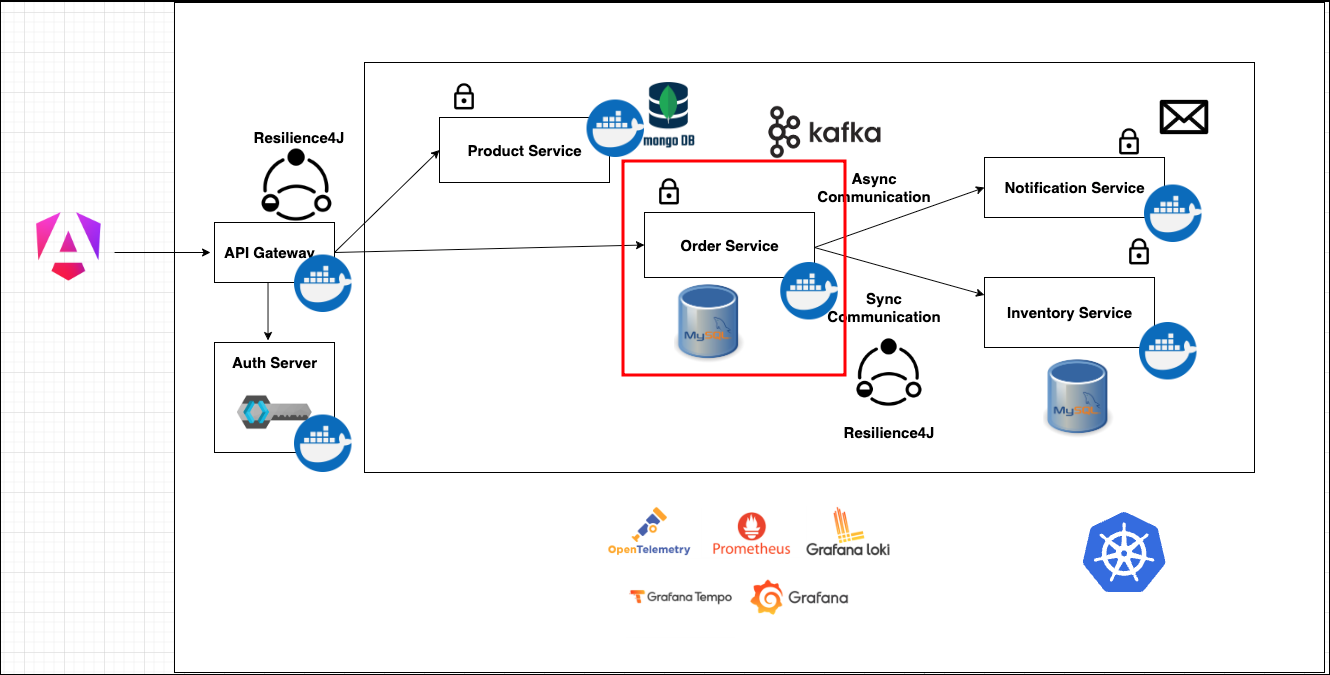 Resilience4J
API Gateway
Auth Server
Product Service
mongo DB
kafka
Order Service
MySQL
Async
Communication
Sync
Communication
Resilience4J
Notification Service
Inventory Service
MySQL
OpenTelemetry
Prometheus
Grafana loki
Grafana Tempo
Grafana